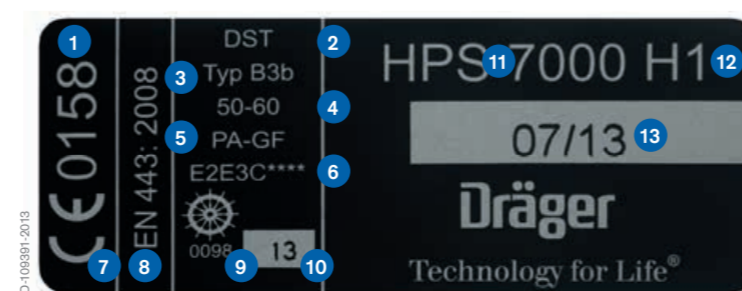 1
CE 0158
7
EN 443: 2008
8
DST
2
3
Typ B3b
50-60
4
5
PA-GF
E2E3C****
6
0098
13
9
10
HPS 7000 H1
11
12
07/13
13
Dräger
Technology for Life®
D-109391-2013